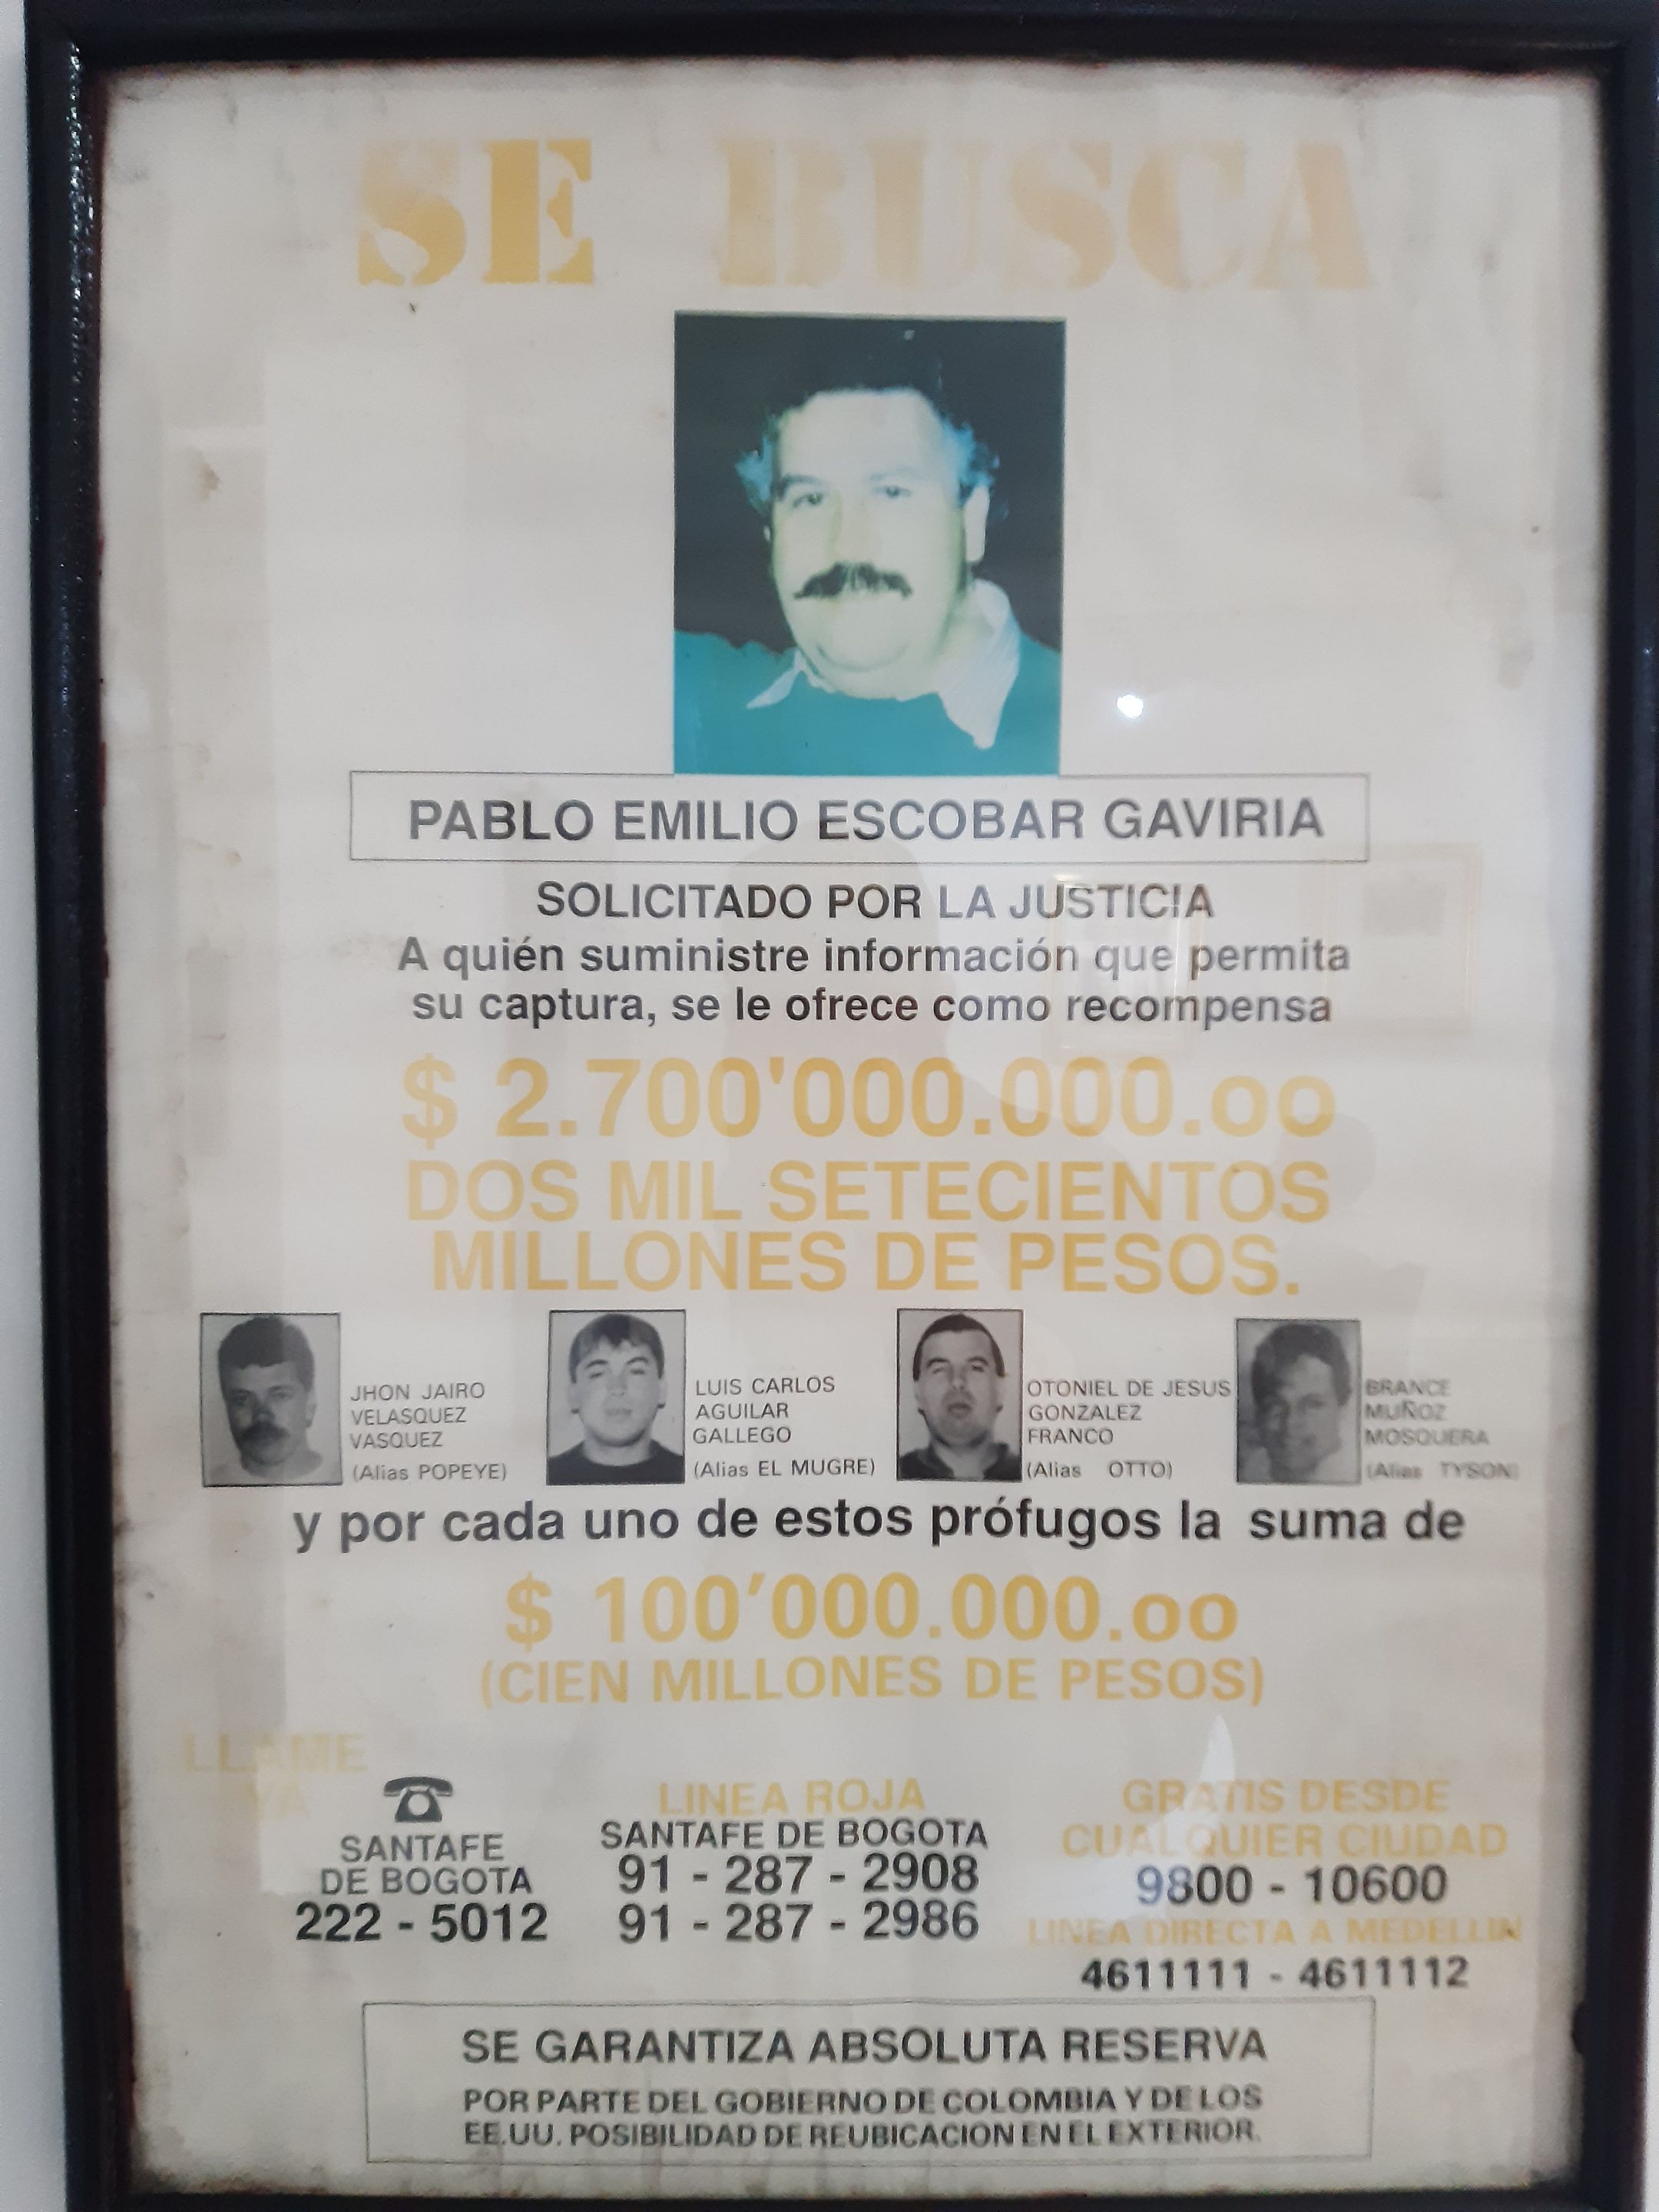 SE BUSCA
PABLO EMILIO ESCOBAR GAVIRIA
SOLICITADO POR LA JUSTICIA
A quién suministre información que permita
su captura, se le ofrece como recompensa
$ 2.700'000.000.oo
DOS MIL SETECIENTOS
MILLONES DE PESOS.
JHON JAIRO
VELASQUEZ
VASQUEZ
(Alias POPEYE)
LUIS CARLOS
AGUILAR
GALLEGO
(Alias EL MUGRE)
OTONIEL DE JESUS
GONZALEZ
FRANCO
(Alias OTTO)
BRANCE
MUÑOZ
MOSQUERA
(Alias TYSON)
y por cada uno de estos prófugos la suma de
$ 100'000.000.oo
(CIEN MILLONES DE PESOS)
LLAME
YA
SANTAFE
DE BOGOTA
222 - 5012
LINEA ROJA
SANTAFE DE BOGOTA
91 - 287 - 2908
91 - 287 - 2986
GRATIS DESDE
CUALQUIER CIUDAD
9800 - 10600
LINEA DIRECTA A MEDELLIN
4611111 - 4611112
SE GARANTIZA ABSOLUTA RESERVA
POR PARTE DEL GOBIERNO DE COLOMBIA Y DE LOS
EE.UU. POSIBILIDAD DE REUBICACION EN EL EXTERIOR.